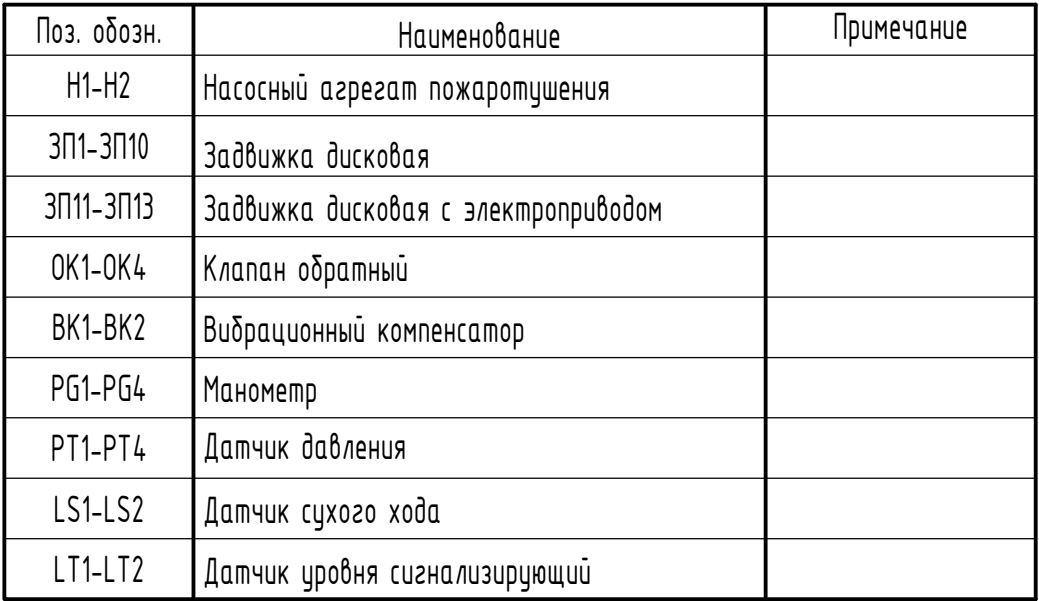 Поз. обозн. Наименование Примечание
Н1-Н2 Насосный агрегат пожаротушения
ЗП1-ЗП10 Задвижка дисковая
ЗП11-ЗП13 Задвижка дисковая с электроприводом
ОК1-ОК4 Клапан обратный
ВК1-ВК2 Вибрационный компенсатор
PG1-PG4 Манометр
PT1-PT4 Датчик давления
LS1-LS2 Датчик сухого хода
LT1-LT2 Датчик уровня сигнализирующий